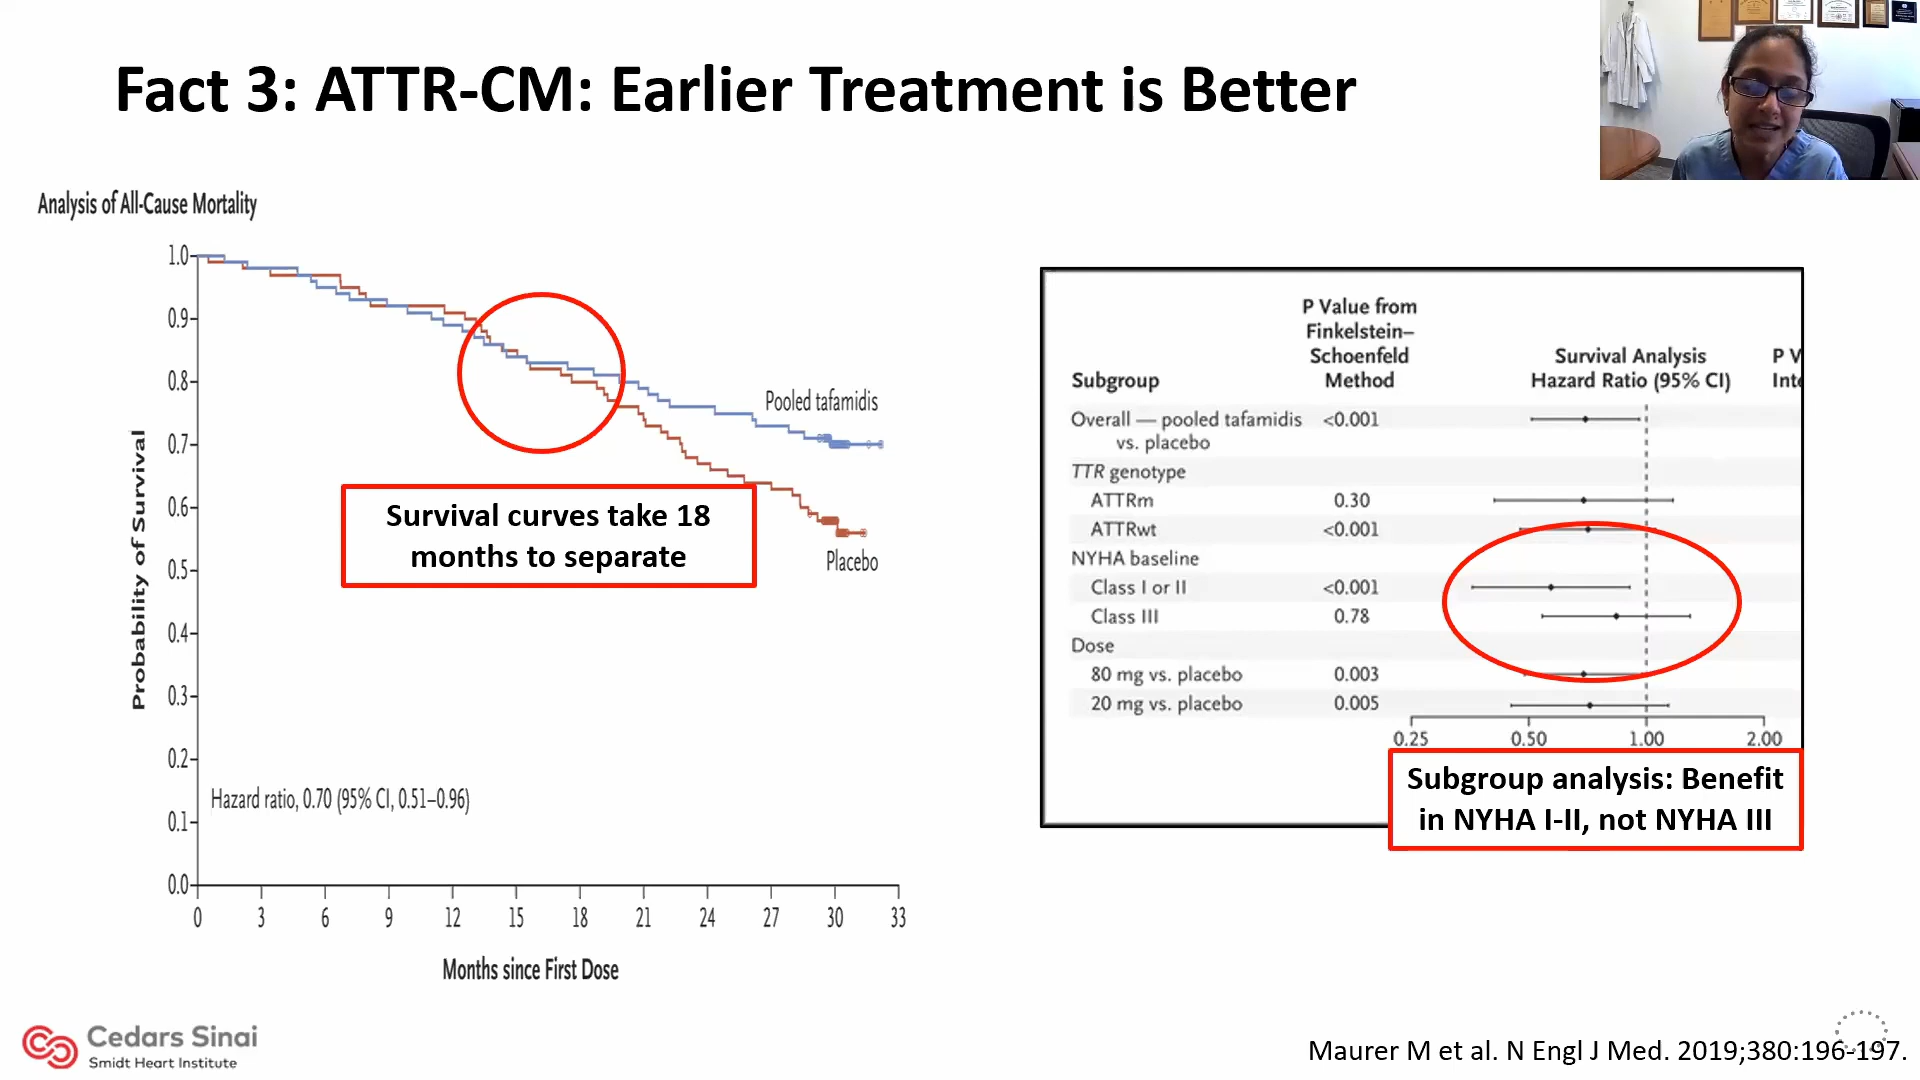 Fact 3: ATTR-CM: Earlier Treatment is Better
Analysis of All-Cause Mortality
Probability of Survival
1.0
0.9
0.8
0.7
0.6
0.5
0.4
0.3
0.2
0.1
0.0
0 3 6 9 12 15 18 21 24 27 30 33
Months since First Dose
Pooled tafamidis
Placebo
Survival curves take 18
months to separate
Hazard ratio, 0.70 (95% CI, 0.51–0.96)
P Value from
Finkelstein–
Schoenfeld
Method
Survival Analysis
Hazard Ratio (95% CI)
P V
Inte
Subgroup
Overall — pooled tafamidis <0.001
vs. placebo
TTR genotype
ATTRm 0.30
ATTRwt <0.001
NYHA baseline
Class I or II <0.001
Class III 0.78
Dose
80 mg vs. placebo 0.003
20 mg vs. placebo 0.005
0.25 0.50 1.00 2.00
Subgroup analysis: Benefit
in NYHA I-II, not NYHA III
Cedars Sinai
Smidt Heart Institute
Maurer M et al. N Engl J Med. 2019;380:196-197.